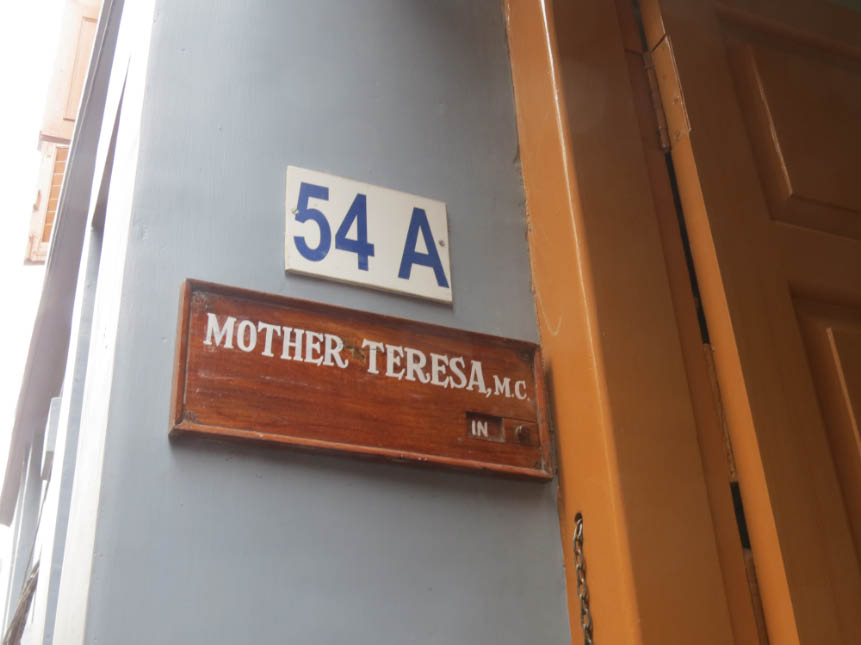 54 A
MOTHER TERESA, M.C.
IN